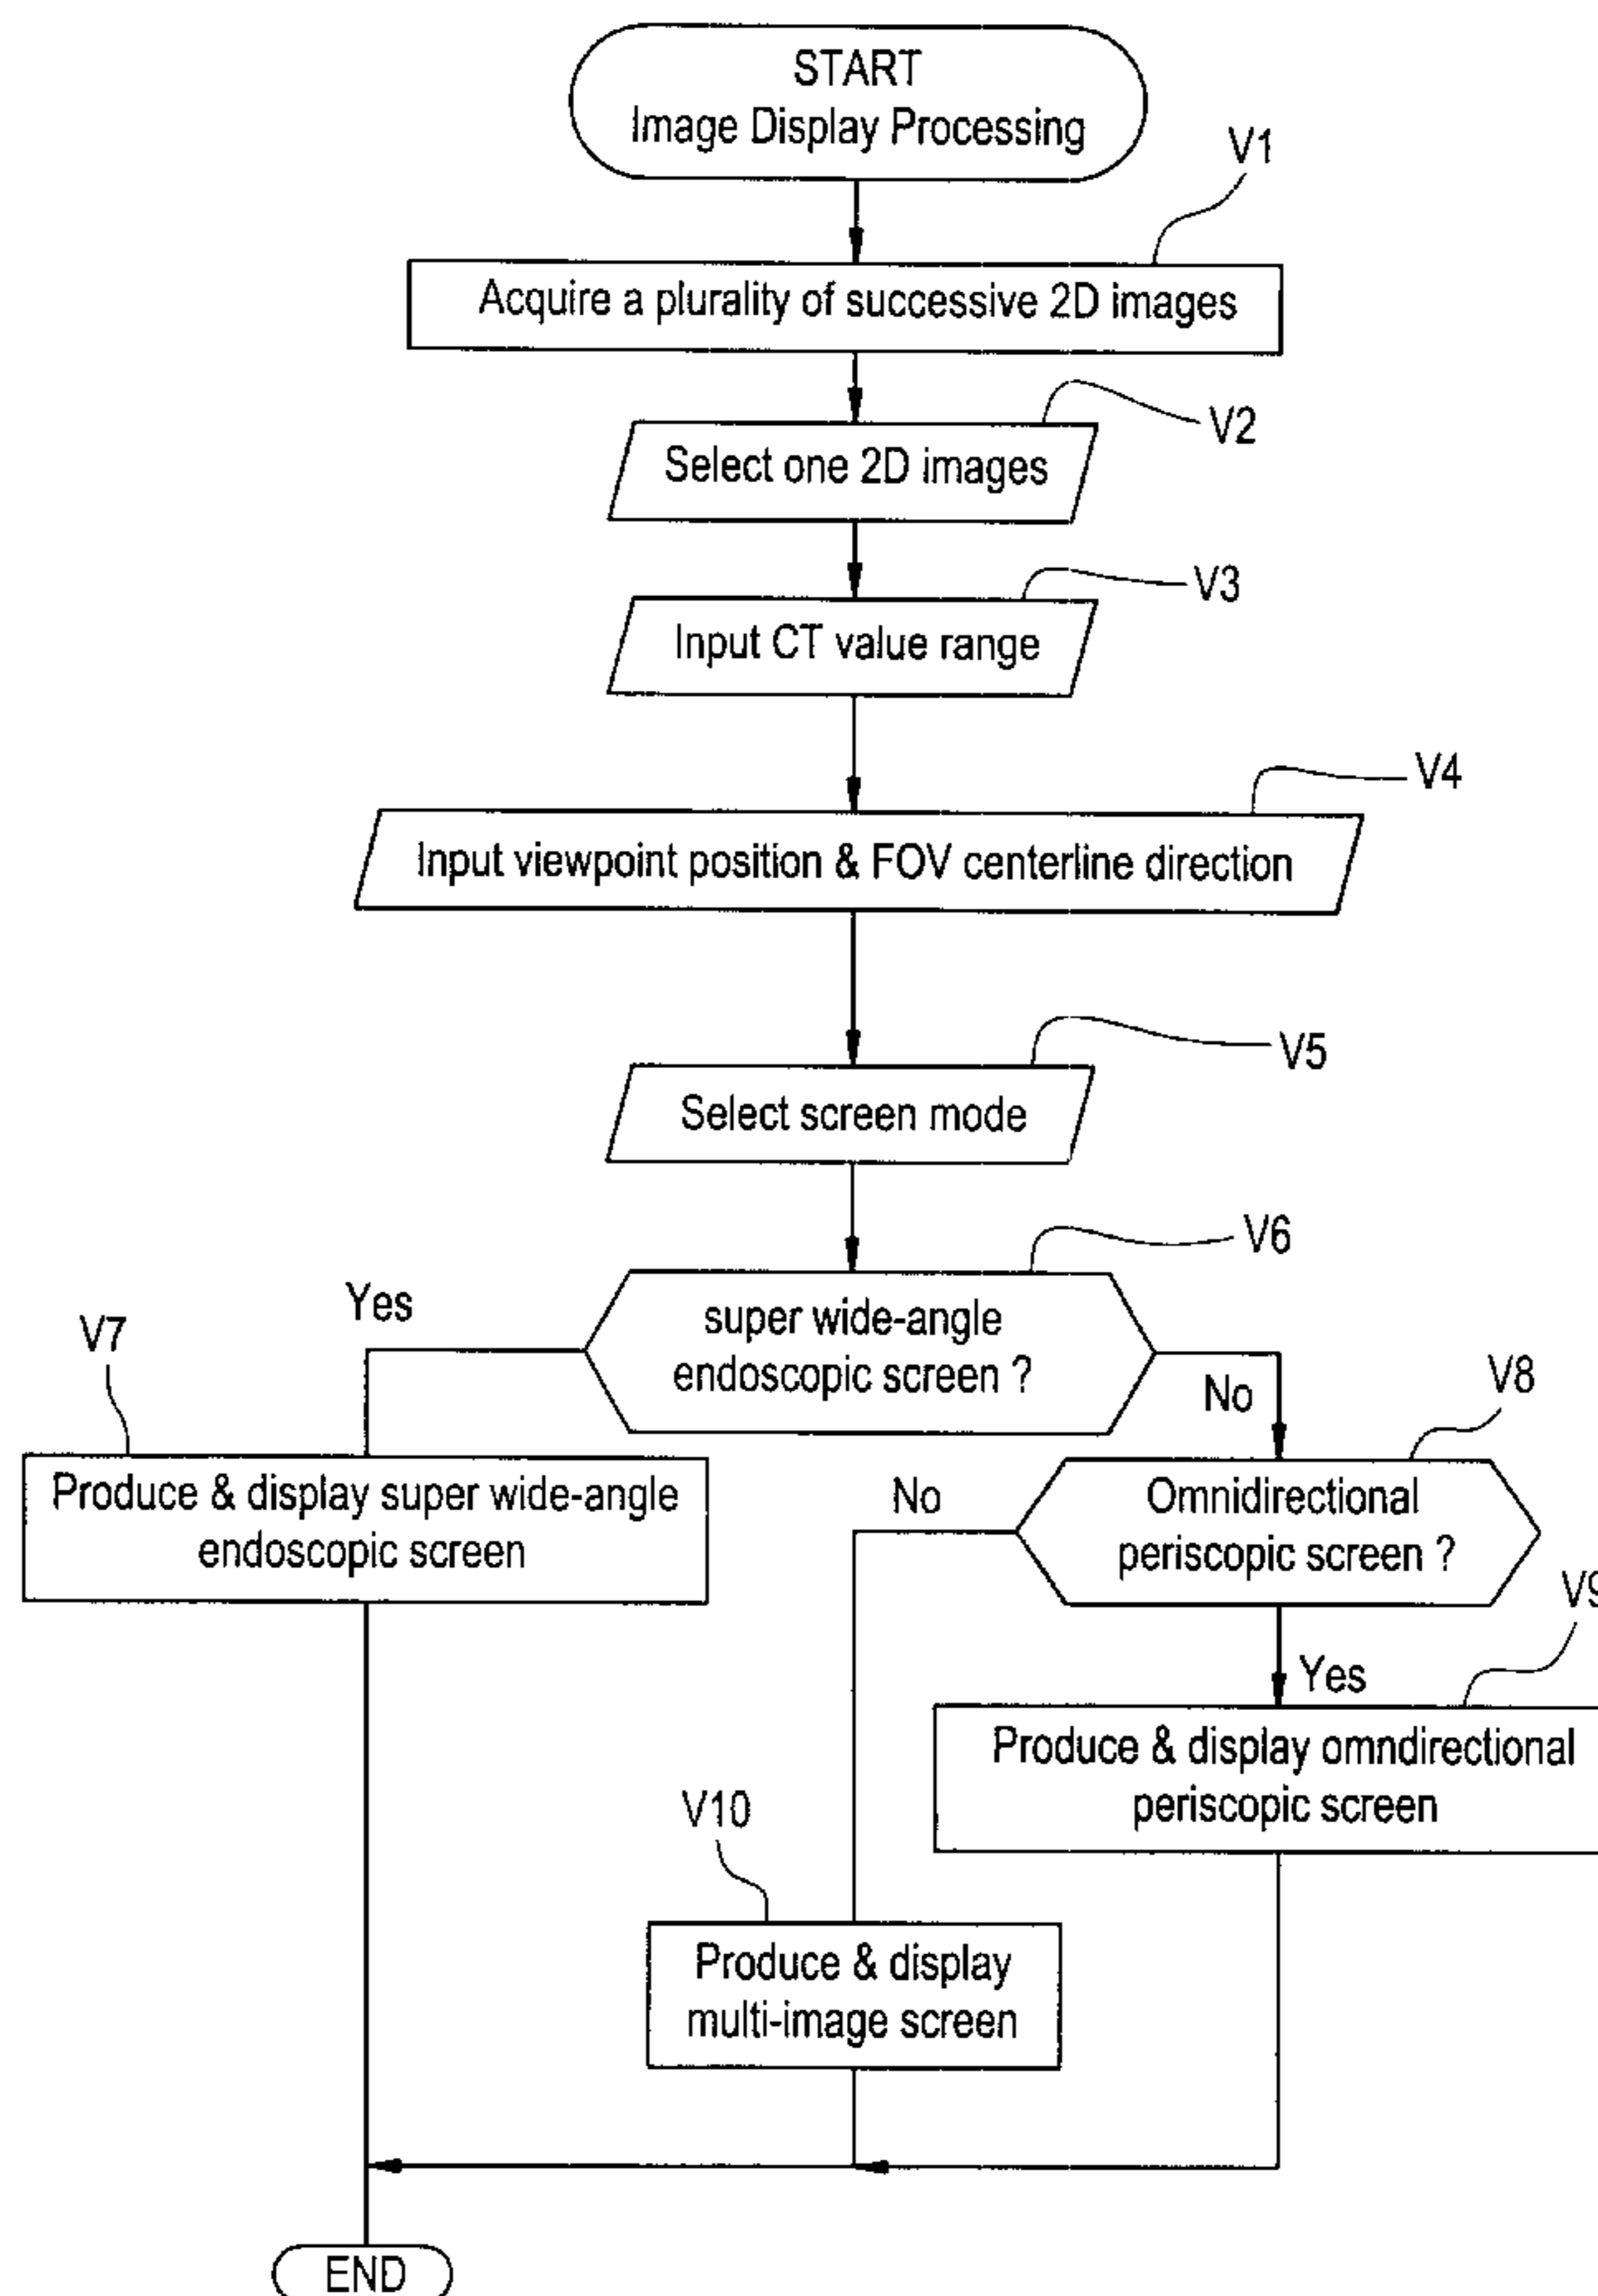 START
Image Display Processing
V1
Acquire a plurality of successive 2D images
V2
Select one 2D images
V3
Input CT value range
V4
Input viewpoint position & FOV centerline direction
V5
Select screen mode
V6
super wide-angle
endoscopic screen ?
Yes
No
V7
Produce & display super wide-angle
endoscopic screen
V8
Omnidirectional
periscopic screen ?
No
Yes
V9
Produce & display omndirectional
periscopic screen
V10
Produce & display
multi-image screen
END